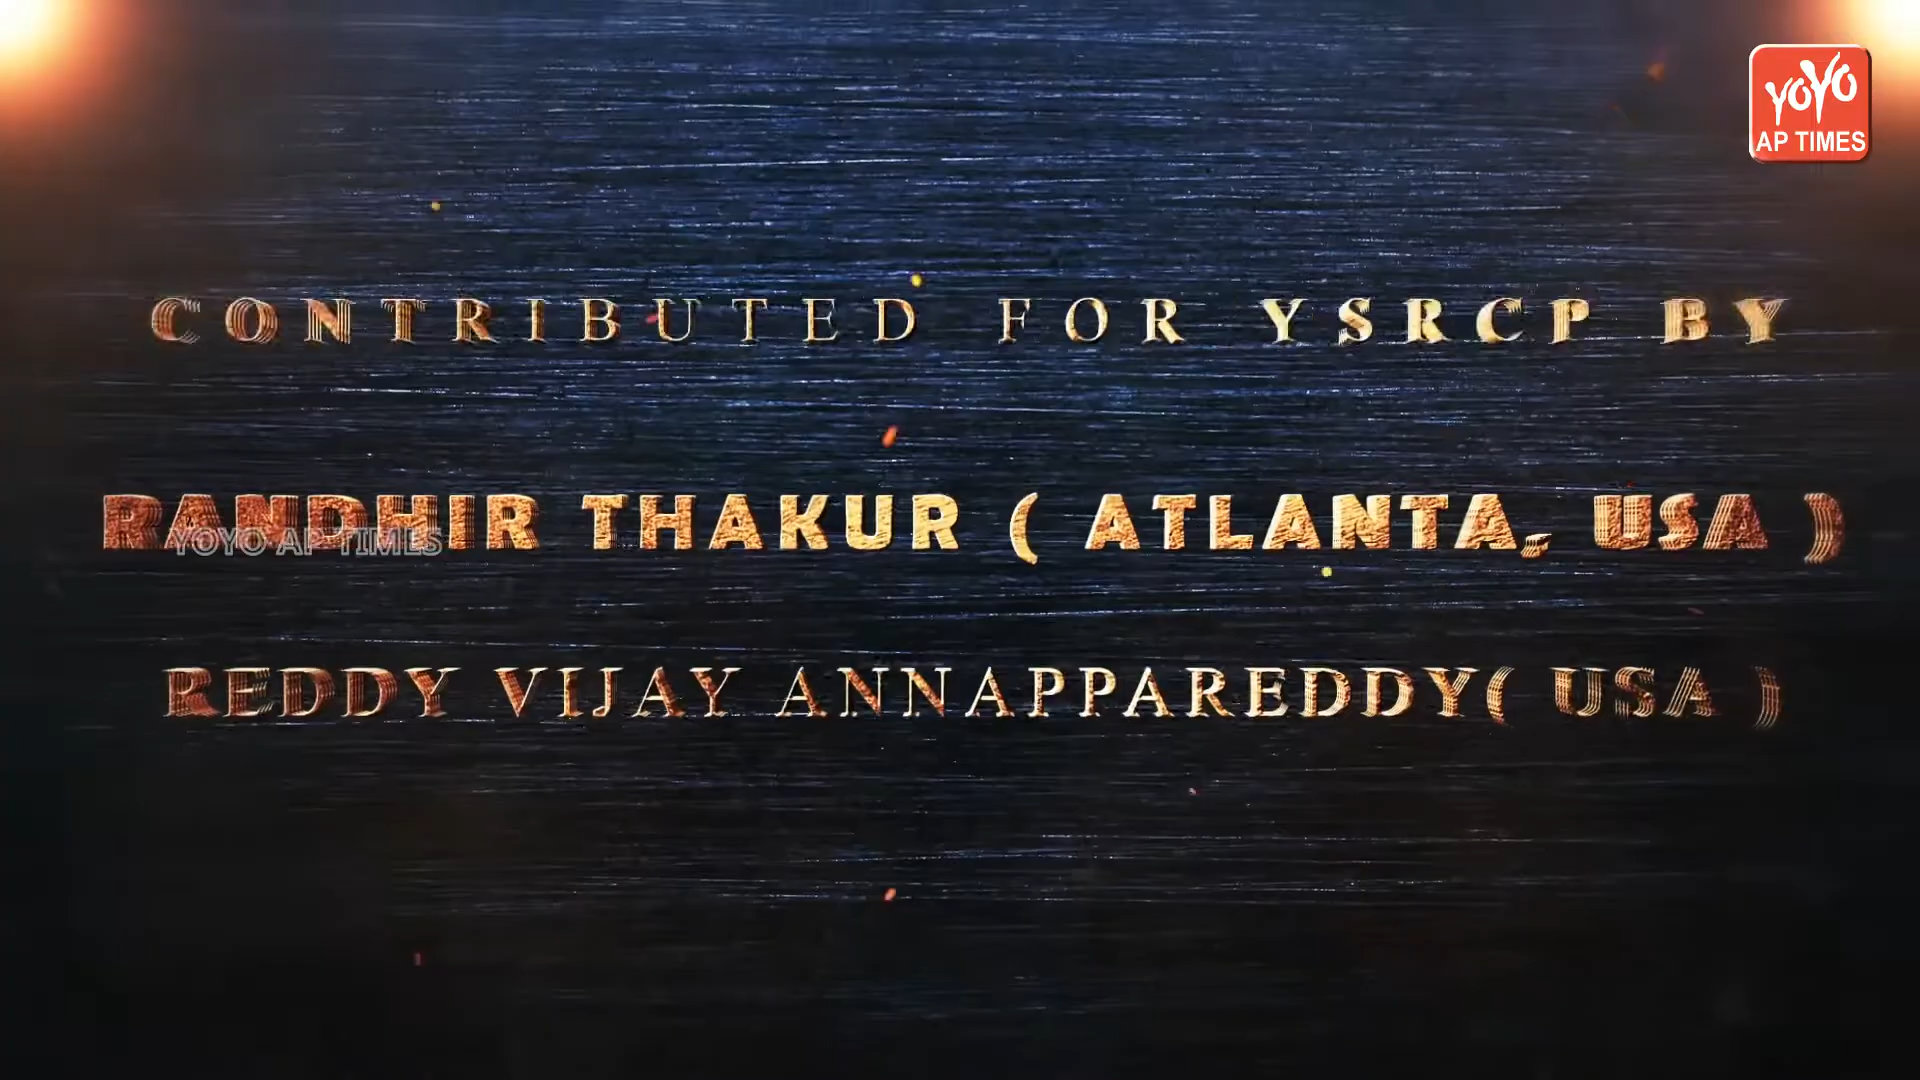 YOYO
AP TIMES
CONTRIBUTED FOR YSRCP BY
RANDHIR THAKUR ( ATLANTA, USA )
YOYO AP TIMES
REDDY VIJAY ANNAPPAREDDY( USA )